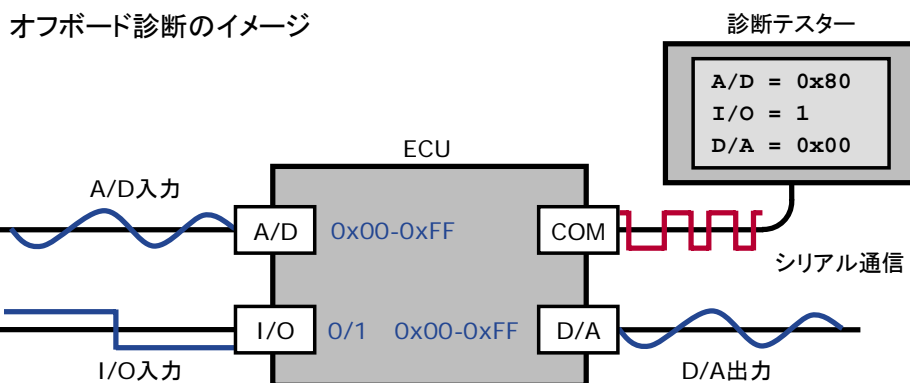 オフボード診断のイメージ
診断テスター
A/D = 0x80
I/O = 1
D/A = 0x00
ECU
A/D入力
A/D
0x00-0xFF
COM
シリアル通信
I/O
0/1
0x00-0xFF
D/A
I/O入力
D/A出力